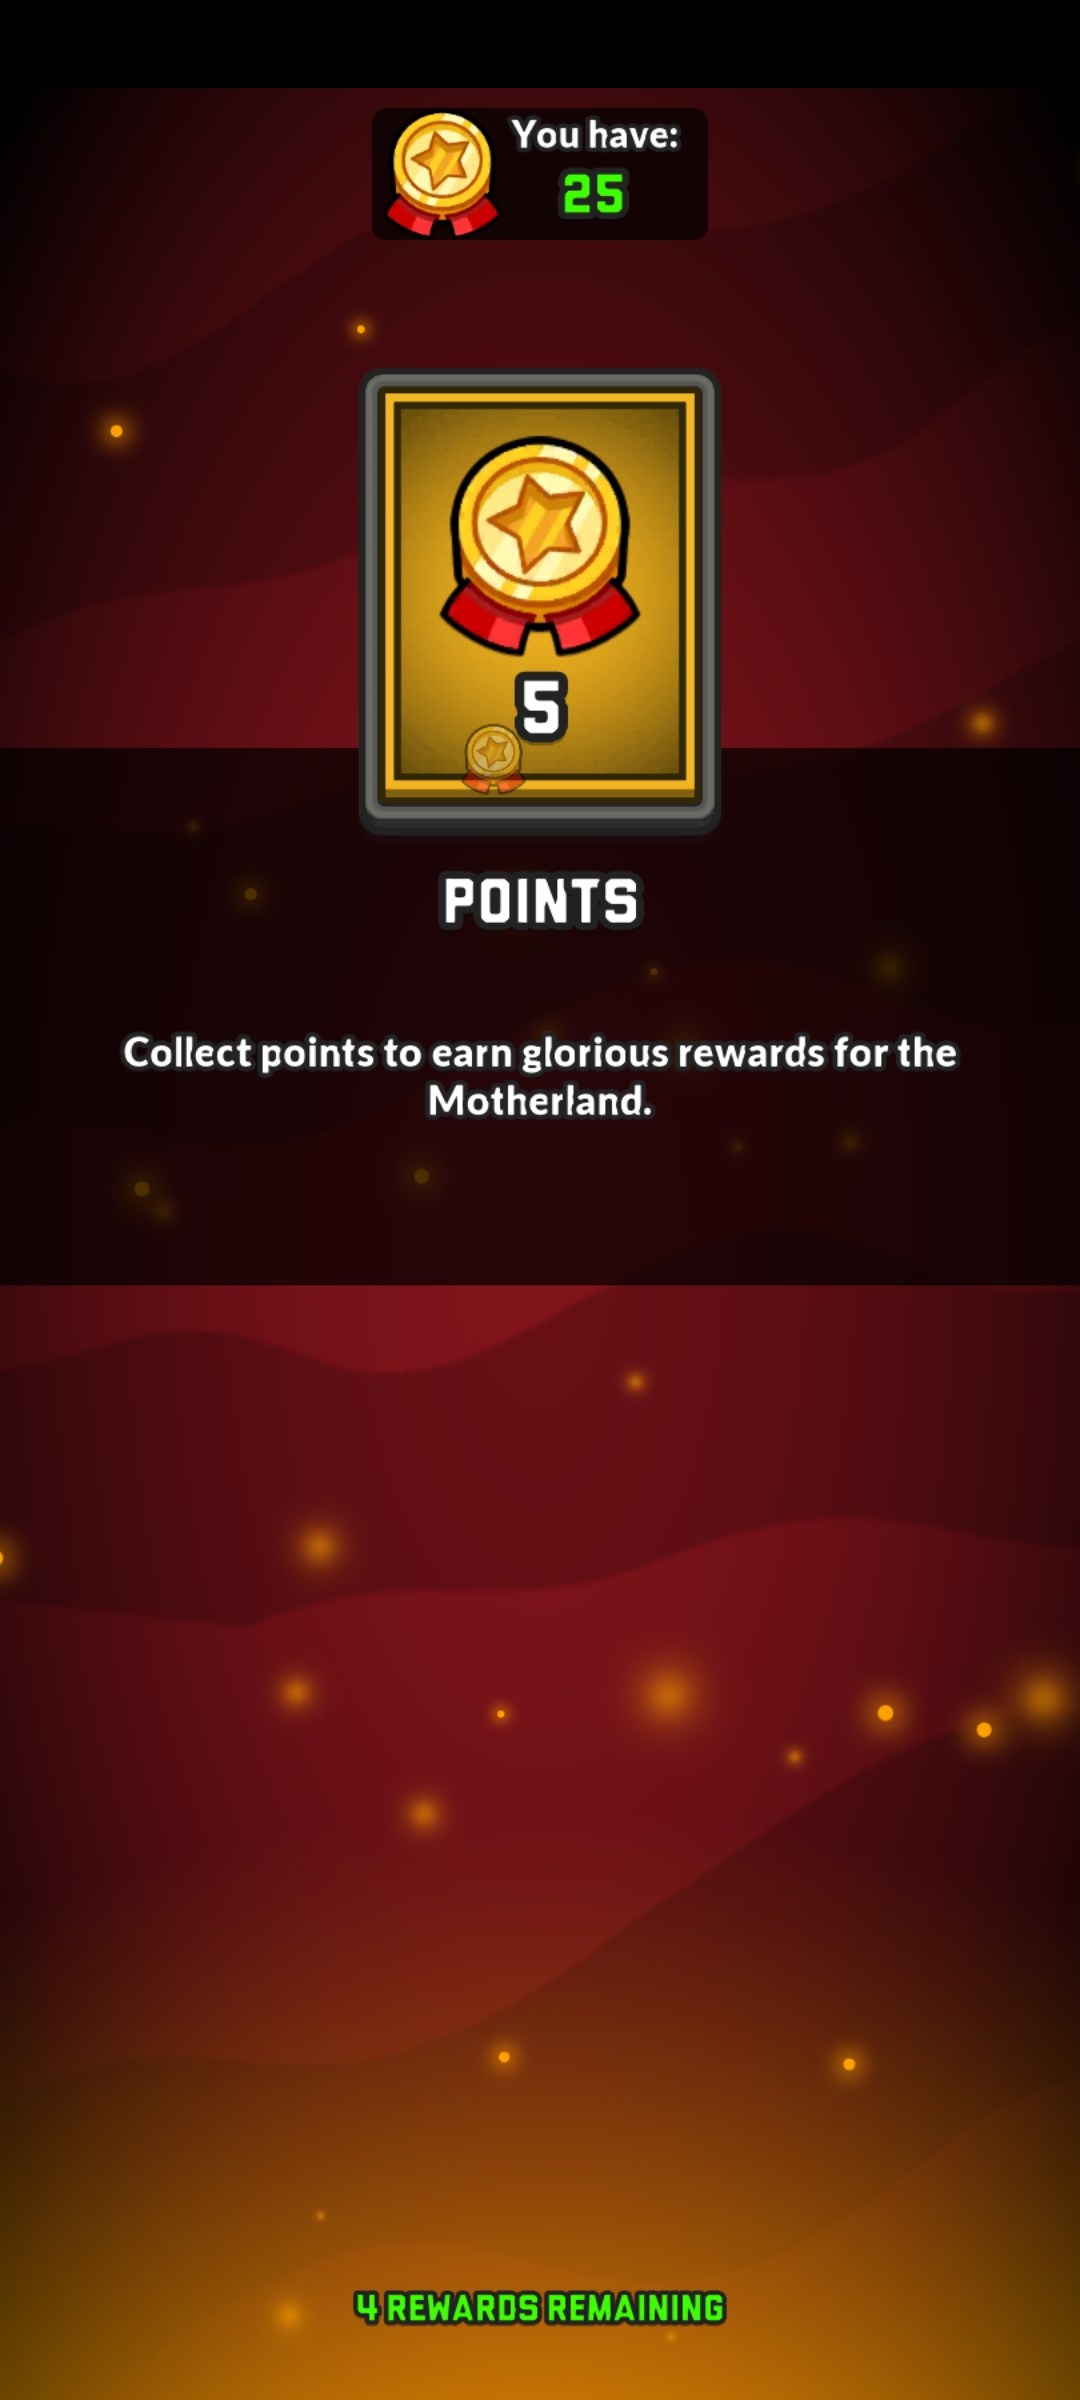 You have:
25
5
POINTS
Collect points to earn glorious rewards for the
Motherland.
4 REWARDS REMAINING